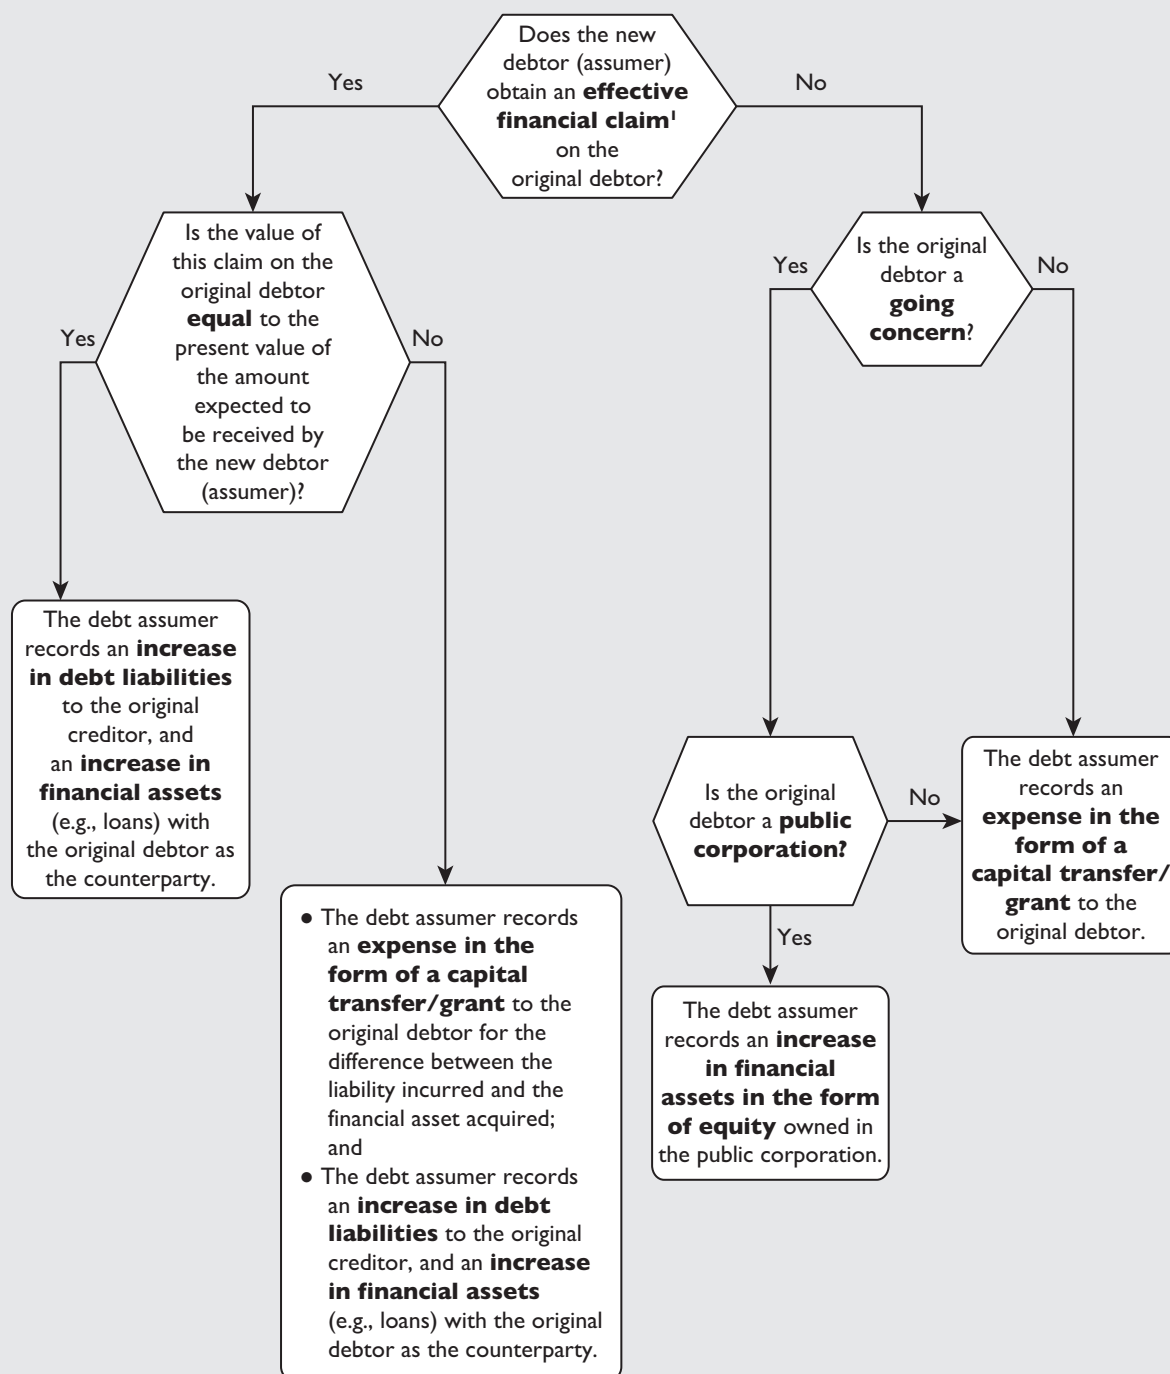 Does the new
debtor (assumer)
obtain an effective
financial claim¹
on the
original debtor?
Yes
No
Is the value of
this claim on the
original debtor
equal to the
present value of
the amount
expected to
be received by
the new debtor
(assumer)?
Yes
No
Is the original
debtor a
going
concern?
Yes
No
The debt assumer
records an increase
in debt liabilities
to the original
creditor, and
an increase in
financial assets
(e.g., loans) with
the original debtor as
the counterparty.
● The debt assumer records
an expense in the
form of a capital
transfer/grant to the
original debtor for the
difference between the
liability incurred and the
financial asset acquired;
and
● The debt assumer records
an increase in debt
liabilities to the original
creditor, and an increase
in financial assets
(e.g., loans) with the original
debtor as the counterparty.
Is the original
debtor a public
corporation?
No
Yes
The debt assumer
records an
expense in the
form of a
capital transfer/
grant to the
original debtor.
The debt assumer
records an increase
in financial
assets in the form
of equity owned in
the public corporation.